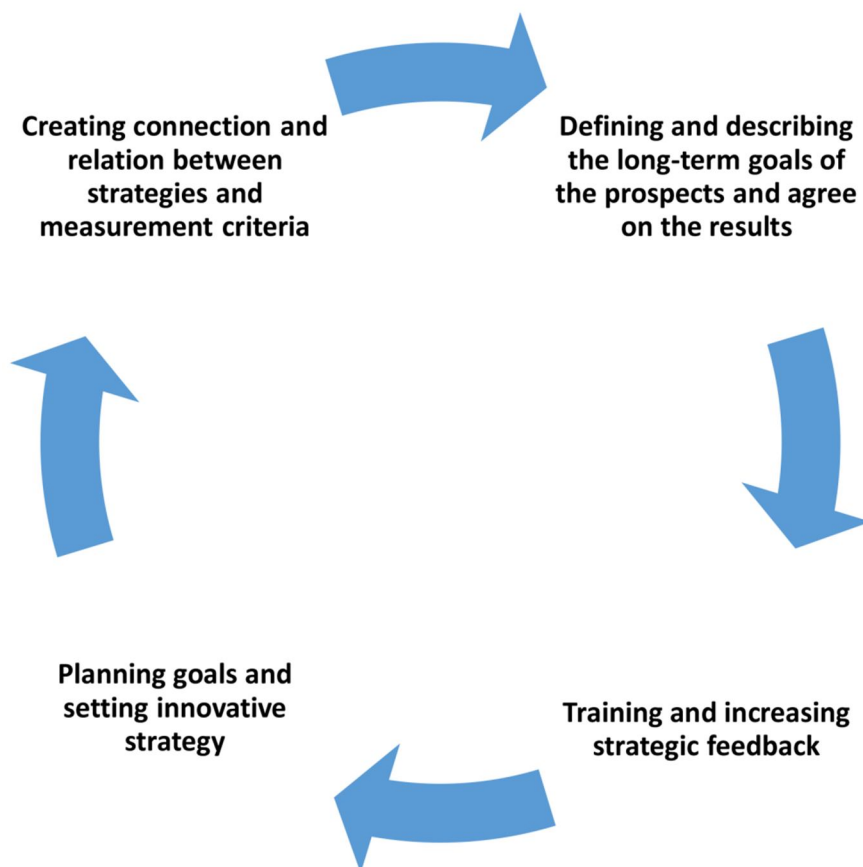 Creating connection and
relation between
strategies and
measurement criteria
Defining and describing
the long-term goals of
the prospects and agree
on the results
Planning goals and
setting innovative
strategy
Training and increasing
strategic feedback